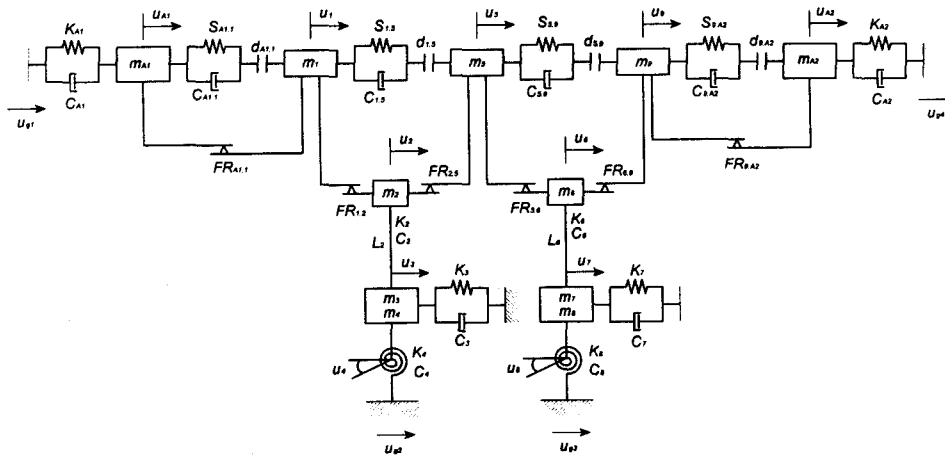 u_A1 u_1 u_5 u_9 u_A2
K_A1 S_A1.1 d_A1.1 S_1.5 d_1.5 S_5.9 d_5.9 S_9.A2 d_9.A2 K_A2
m_A1 m_1 m_5 m_9 m_A2
C_A1 C_A1.1 C_1.5 C_5.9 C_9.A2 C_A2
u_g1 u_g4
u_2 u_6
FR_A1.1 FR_2.5 FR_6.9 FR_9.A2
m_2 m_6
FR_1.2 FR_5.6
K_2 K_6
C_2 C_6
L_2 L_6
u_3 K_3 u_7 K_7
m_3 m_7
m_4 m_8
C_3 C_7
K_4 K_8
u_4 C_4 u_8 C_8
u_g2 u_g3